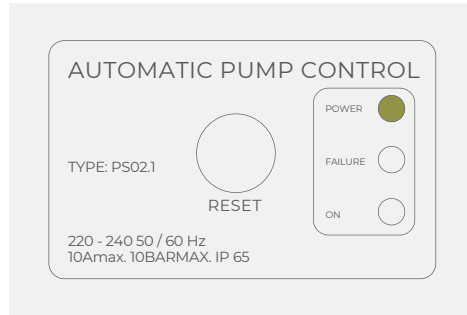 AUTOMATIC PUMP CONTROL
POWER
FAILURE
ON
TYPE: PS02.1
RESET
220 - 240 50 / 60 Hz
10Amax. 10BARMAX. IP 65